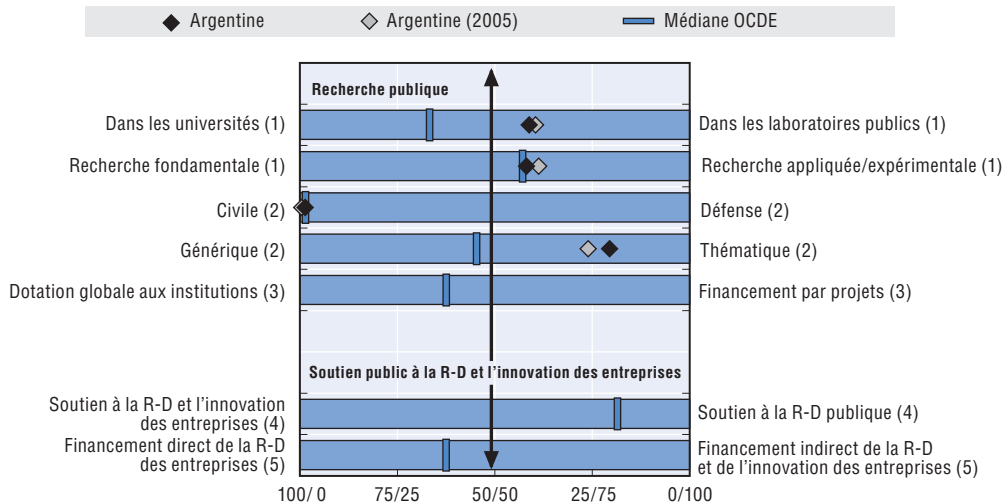 Argentine
Argentine (2005)
Médiane OCDE
Recherche publique
Dans les universités (1)
Dans les laboratoires publics (1)
Recherche fondamentale (1)
Recherche appliquée/expérimentale (1)
Civile (2)
Défense (2)
Générique (2)
Thématique (2)
Dotation globale aux institutions (3)
Financement par projets (3)
Soutien public à la R-D et l’innovation des entreprises
Soutien à la R-D et l’innovation
des entreprises (4)
Soutien à la R-D publique (4)
Financement direct de la R-D
des entreprises (5)
Financement indirect de la R-D
et de l’innovation des entreprises (5)
100/ 0
75/25
50/50
25/75
0/100